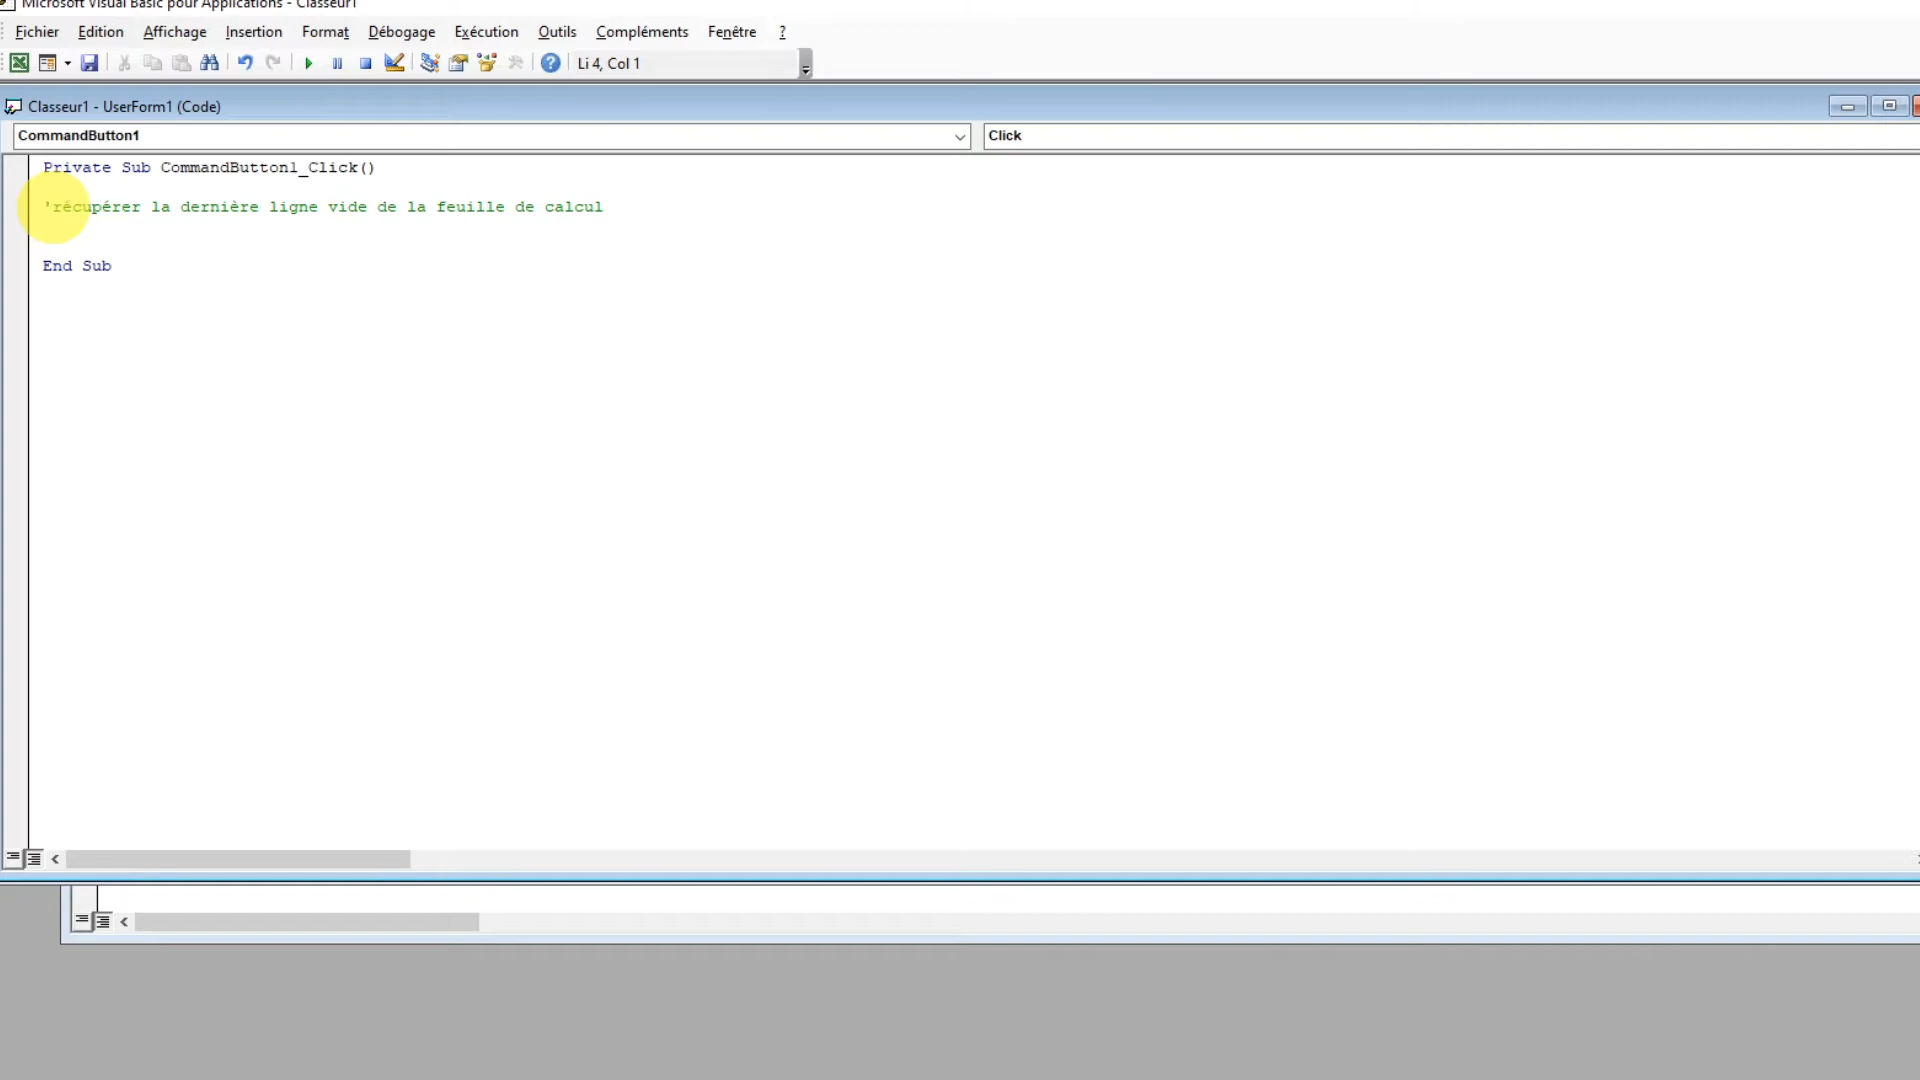 Microsoft Visual Basic pour Applications - Classeur1
Fichier Edition Affichage Insertion Format Débogage Exécution Outils Compléments Fenêtre ?
Li 4, Col 1
Classeur1 - UserForm1 (Code)
CommandButton1 Click
Private Sub CommandButton1_Click()
'récupérer la dernière ligne vide de la feuille de calcul
End Sub